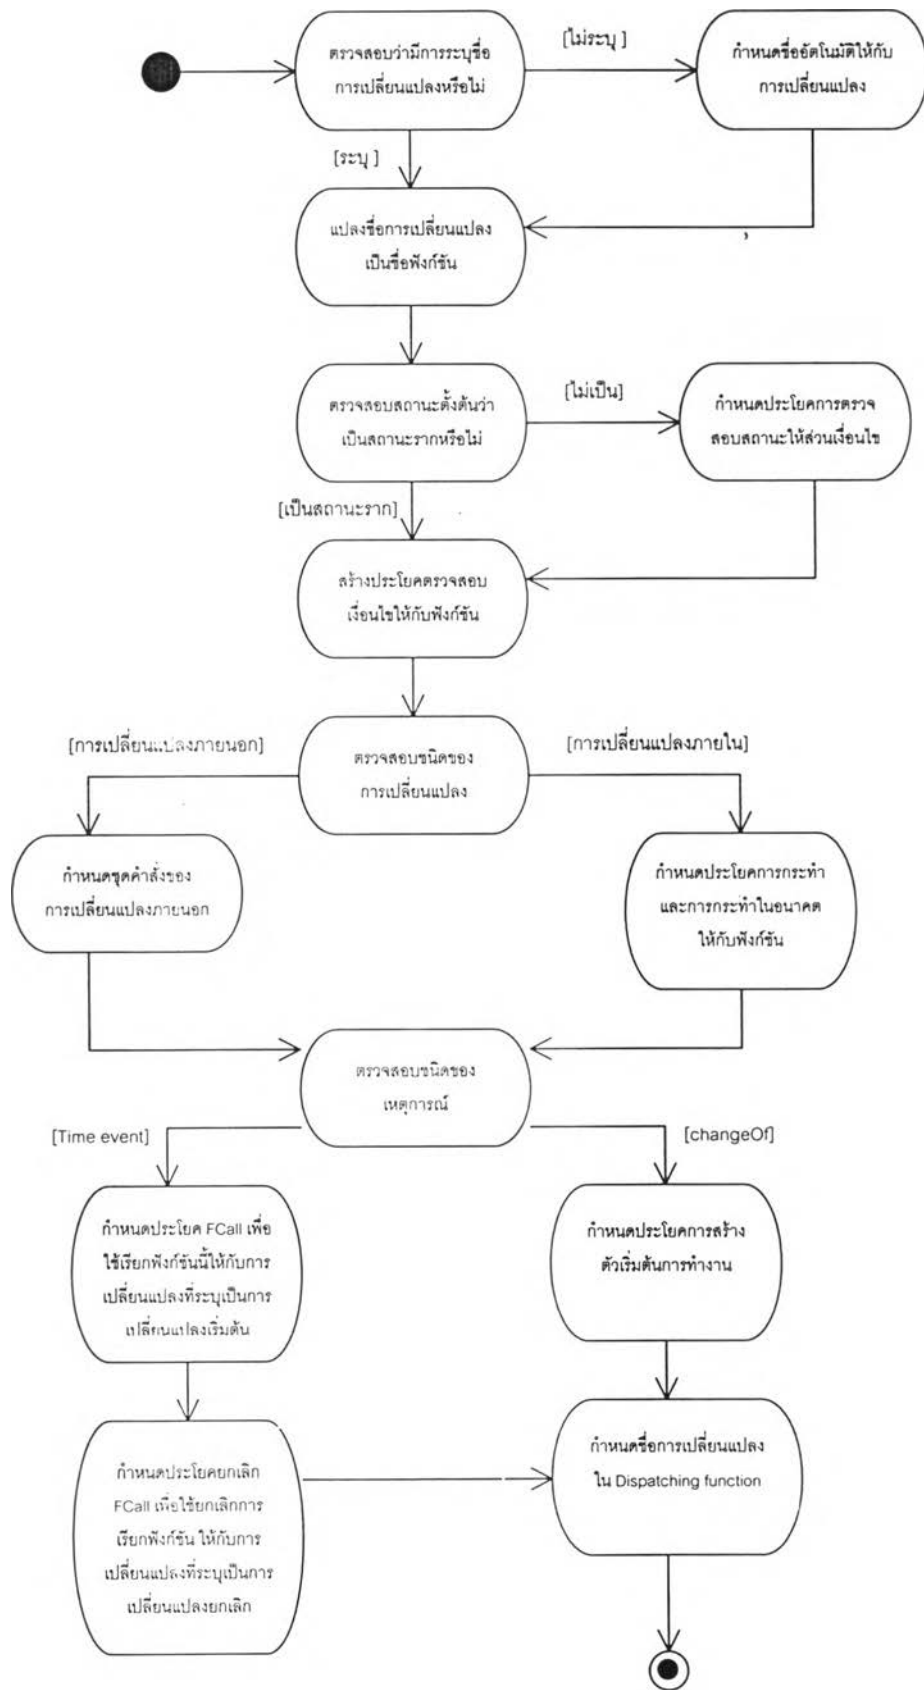 ตรวจสอบว่ามีการระบุชื่อ
การเปลี่ยนแปลงหรือไม่
[ไม่ระบุ ]
กำหนดชื่ออัตโนมัติให้กับ
การเปลี่ยนแปลง
[ระบุ ]
แปลงชื่อการเปลี่ยนแปลง
เป็นชื่อฟังก์ชัน
ตรวจสอบสถานะตั้งต้นว่า
เป็นสถานะรากหรือไม่
[ไม่เป็น]
กำหนดประโยคการตรวจ
สอบสถานะให้ส่วนเงื่อนไข
[เป็นสถานะราก]
สร้างประโยคตรวจสอบ
เงื่อนไขให้กับฟังก์ชัน
[การเปลี่ยนแปลงภายนอก]
ตรวจสอบชนิดของ
การเปลี่ยนแปลง
[การเปลี่ยนแปลงภายใน]
กำหนดชุดคำสั่งของ
การเปลี่ยนแปลงภายนอก
กำหนดประโยคการกระทำ
และการกระทำในอนาคต
ให้กับฟังก์ชัน
ตรวจสอบชนิดของ
เหตุการณ์
[Time event]
[changeOf]
กำหนดประโยค FCall เพื่อ
ใช้เรียกฟังก์ชันนี้ให้กับการ
เปลี่ยนแปลงที่ระบุเป็นการ
เปลี่ยนแปลงเริ่มต้น
กำหนดประโยคการสร้าง
ตัวเริ่มต้นการทำงาน
กำหนดประโยคยกเลิก
FCall เพื่อใช้ยกเลิกการ
เรียกฟังก์ชัน ให้กับการ
เปลี่ยนแปลงที่ระบุเป็นการ
เปลี่ยนแปลงยกเลิก
กำหนดชื่อการเปลี่ยนแปลง
ใน Dispatching function